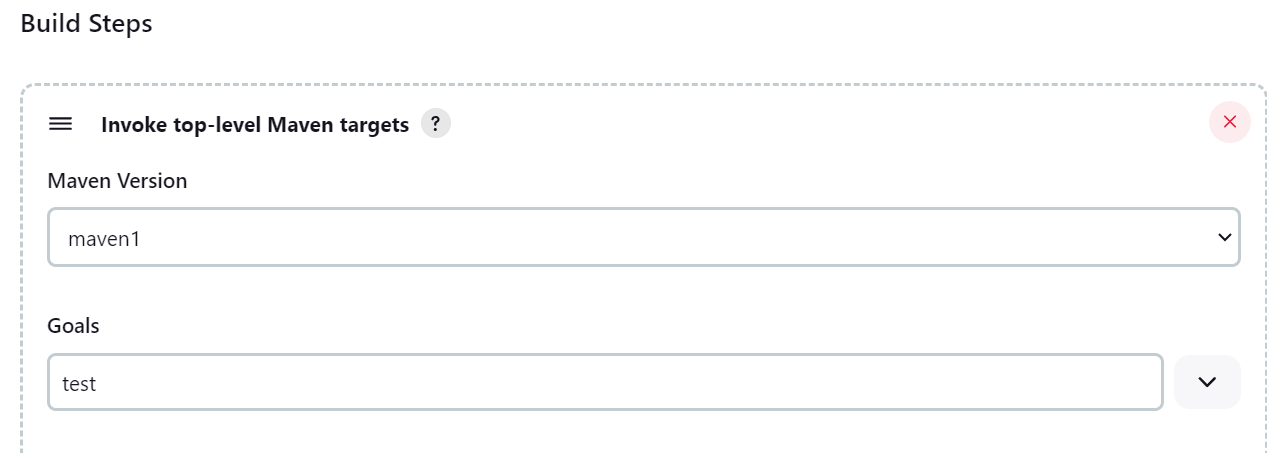 Build Steps
Invoke top-level Maven targets ?
Maven Version
maven1
Goals
test